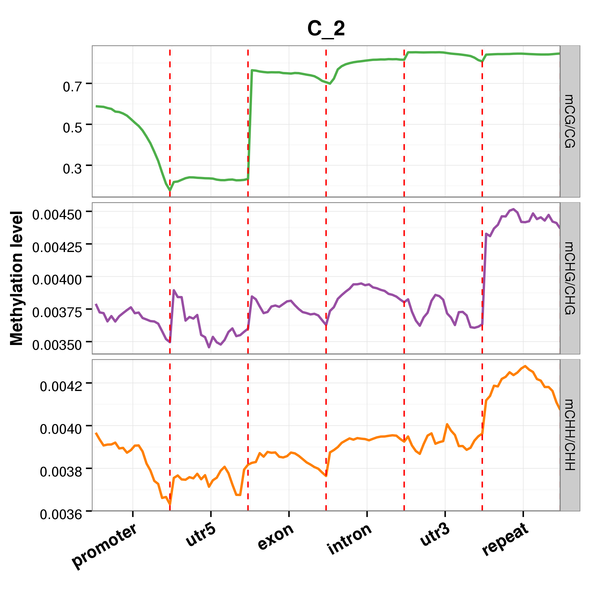 C_2
Methylation level
0.7
0.5
0.3
mCG/CG
0.00450
0.00425
0.00400
0.00375
0.00350
mCHG/CHG
0.0042
0.0040
0.0038
0.0036
mCHH/CHH
promoter
utr5
exon
intron
utr3
repeat